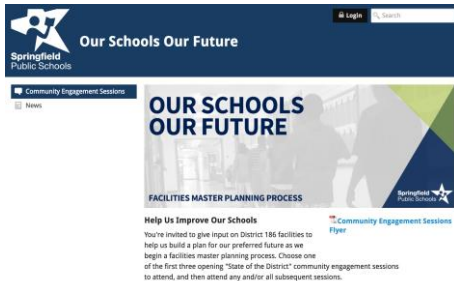 Springfield
Public Schools
Our Schools Our Future
Login
Search
Community Engagement Sessions
News
OUR SCHOOLS
OUR FUTURE
FACILITIES MASTER PLANNING PROCESS
Springfield
Public Schools
Help Us Improve Our Schools
You're invited to give input on District 186 facilities to
help us build a plan for our preferred future as we
begin a facilities master planning process. Choose one
of the first three opening "State of the District" community engagement sessions
to attend, and then attend any and/or all subsequent sessions.
Community Engagement Sessions
Flyer